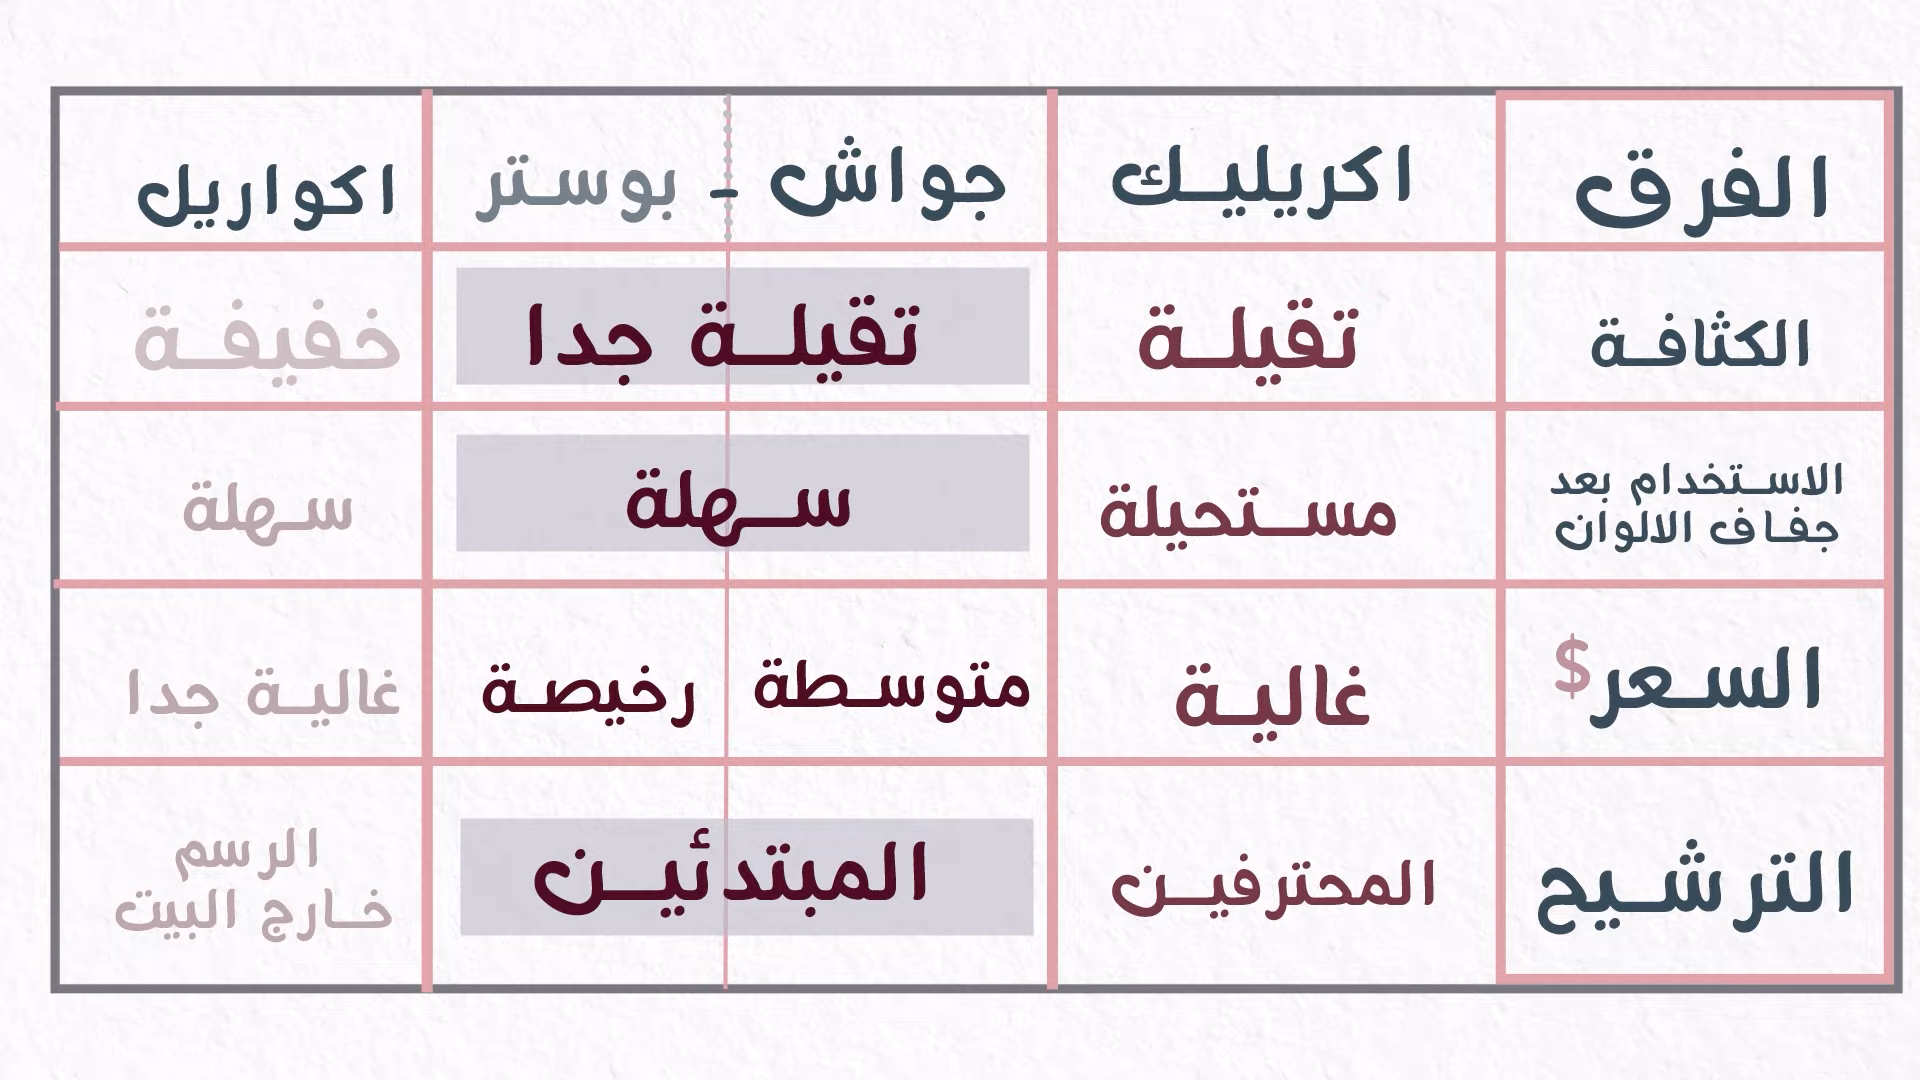 الفرق
اكريليك
جواش - بوستر
اكواريل
الكثافة
تقيلة
تقيلة جدا
خفيفة
الاستخدام بعد
جفاف الالوان
مستحيلة
سهلة
سهلة
السعر$
غالية
متوسطة
رخيصة
غالية جدا
الترشيح
المحترفين
المبتدئين
الرسم
خارج البيت